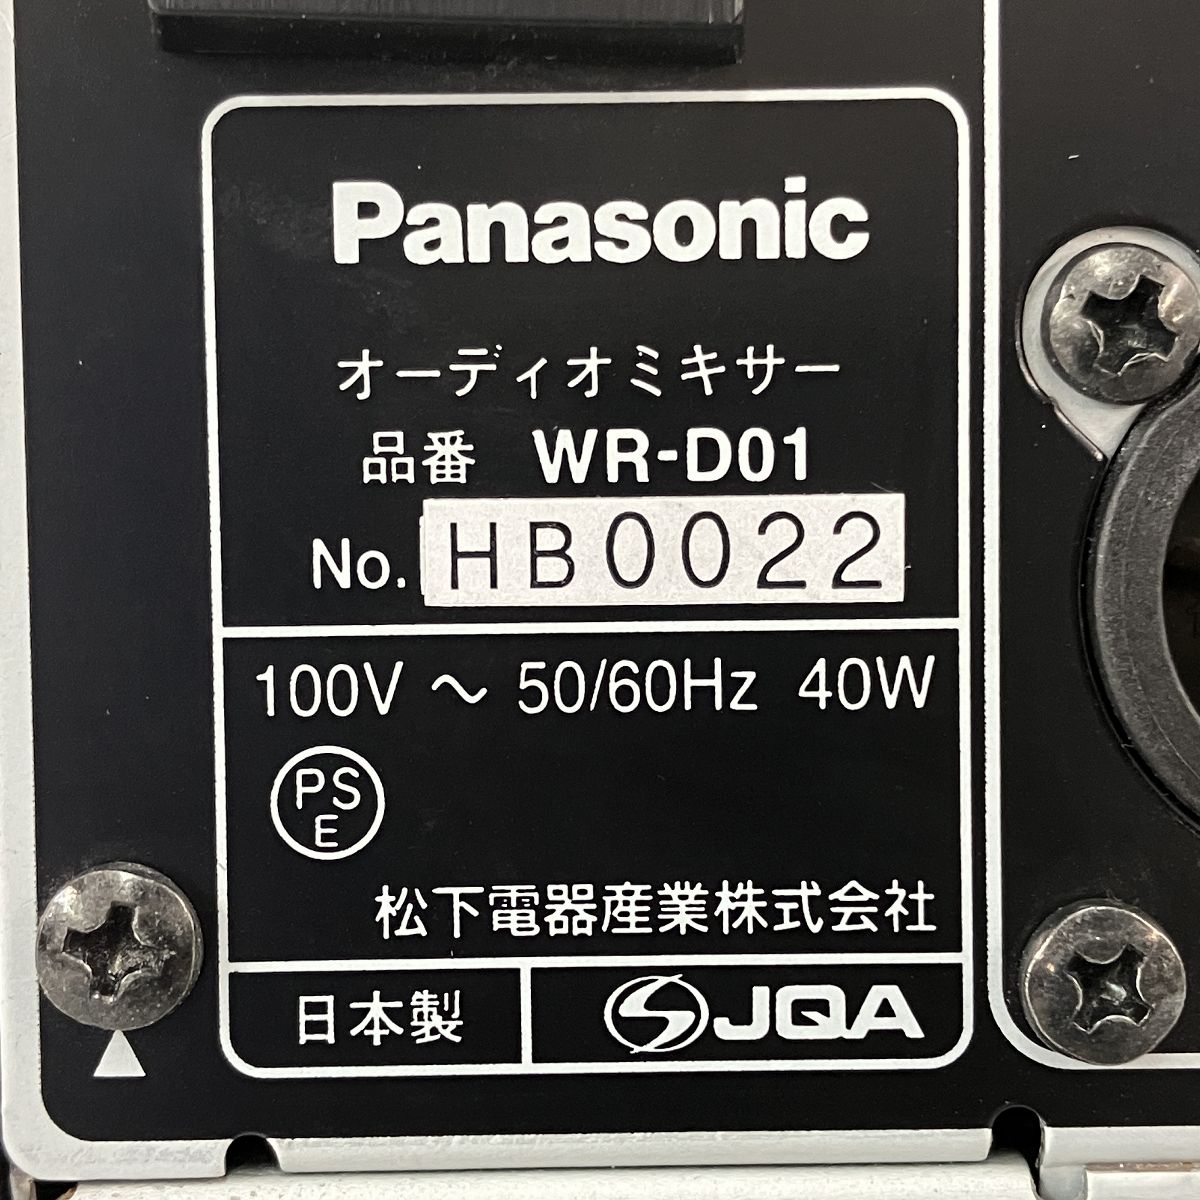 Panasonic
オーディオミキサー
品番 WR-D01
No. HB0022
100V ～ 50/60Hz 40W
PS
E
松下電器産業株式会社
日本製 JQA